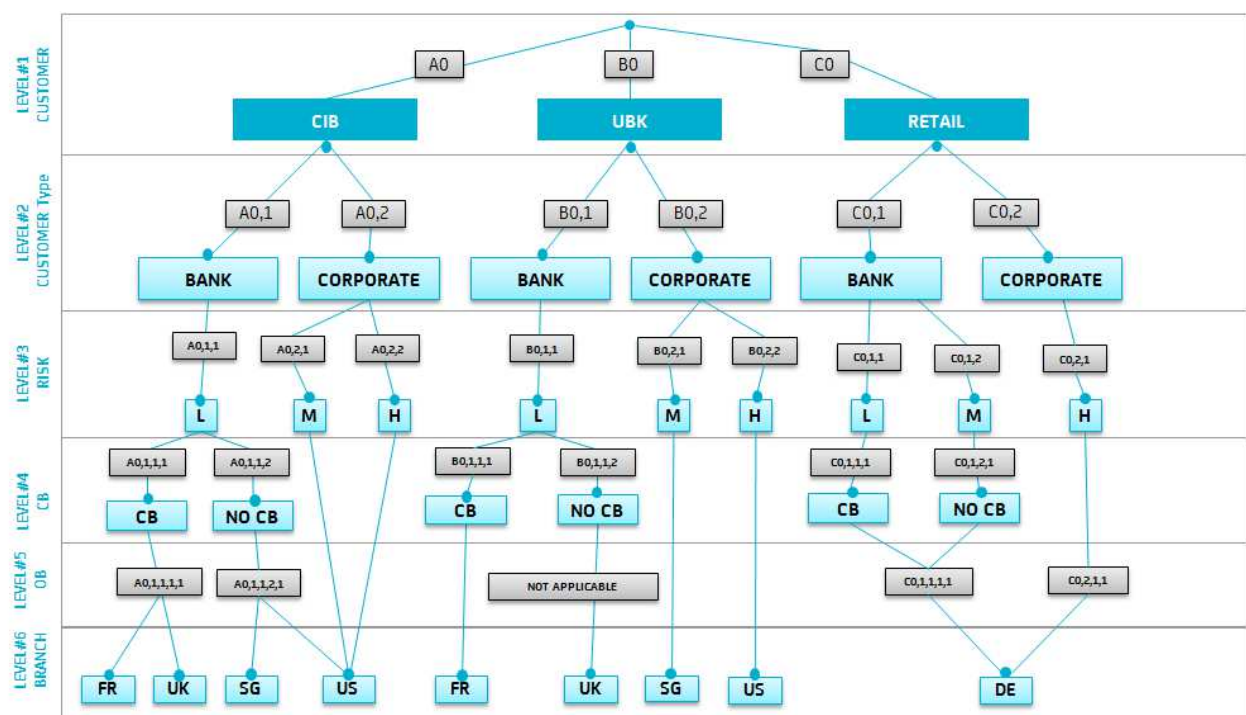 LEVEL#1
CUSTOMER
A0
B0
C0
CIB
UBK
RETAIL
LEVEL#2
CUSTOMER Type
A0,1
A0,2
B0,1
B0,2
C0,1
C0,2
BANK
CORPORATE
BANK
CORPORATE
BANK
CORPORATE
LEVEL#3
RISK
A0,1,1
A0,2,1
A0,2,2
B0,1,1
B0,2,1
B0,2,2
C0,1,1
C0,1,2
C0,2,1
L
M
H
L
M
H
L
M
H
LEVEL#4
CB
A0,1,1,1
A0,1,1,2
B0,1,1,1
B0,1,1,2
C0,1,1,1
C0,1,2,1
CB
NO CB
CB
NO CB
CB
NO CB
LEVEL#5
OB
A0,1,1,1,1
A0,1,1,2,1
NOT APPLICABLE
C0,1,1,1,1
C0,2,1,1
LEVEL#6
BRANCH
FR
UK
SG
US
FR
UK
SG
US
DE